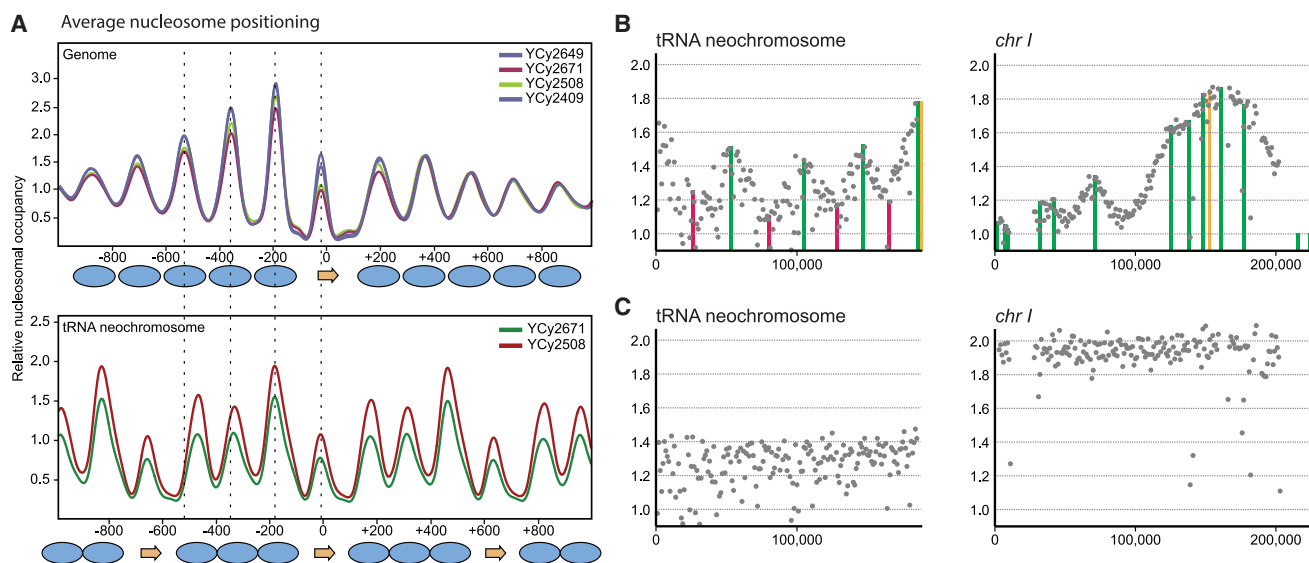 A
Average nucleosome positioning
Relative nucleosomal occupancy
Genome
YCy2649
YCy2671
YCy2508
YCy2409
3.0
2.5
2.0
1.5
1.0
0.5
-800 -600 -400 -200 0 +200 +400 +600 +800
tRNA neochromosome
YCy2671
YCy2508
2.5
2.0
1.5
1.0
0.5
-800 -600 -400 -200 0 +200 +400 +600 +800
B
tRNA neochromosome
2.0
1.8
1.6
1.4
1.2
1.0
0 100,000
chr I
2.0
1.8
1.6
1.4
1.2
1.0
0 100,000 200,000
C
tRNA neochromosome
2.0
1.9
1.8
1.6
1.4
1.2
1.0
0 100,000
chr I
2.0
1.9
1.8
1.6
1.4
1.2
1.0
0 100,000 200,000